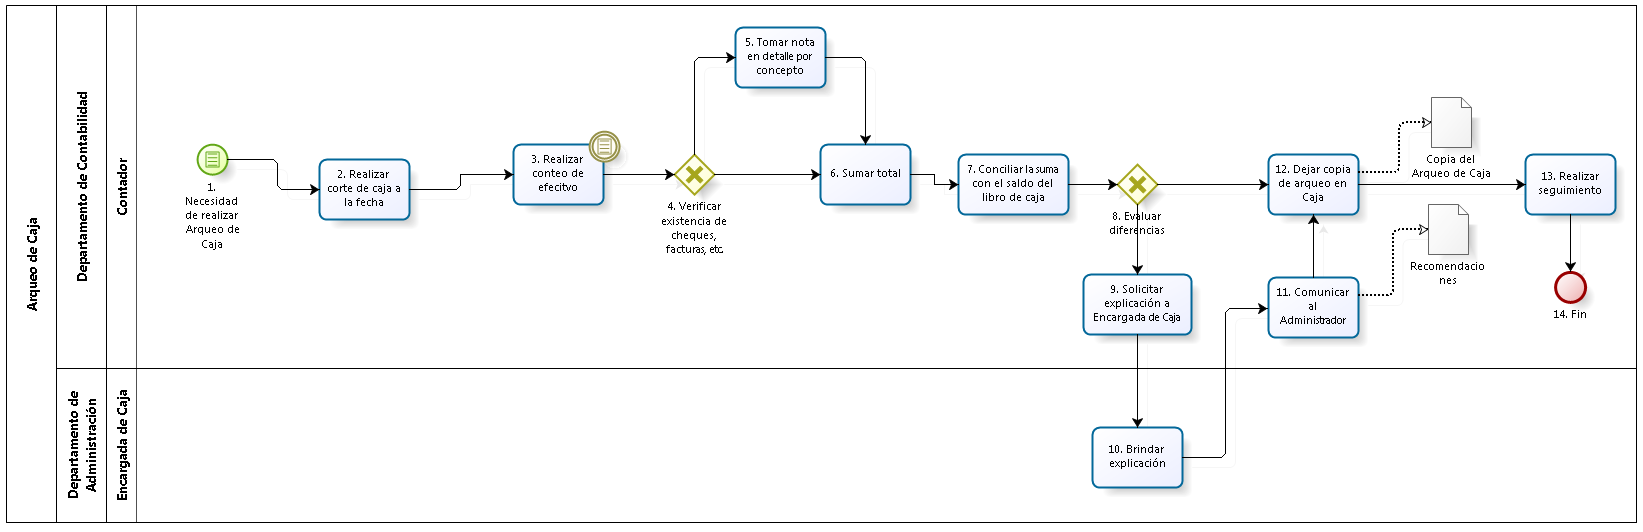 Arqueo de Caja
Departamento de Contabilidad
Contador
1.
Necesidad
de realizar
Arqueo de
Caja
2. Realizar
corte de caja a
la fecha
3. Realizar
conteo de
efecitvo
4. Verificar
existencia de
cheques,
facturas, etc.
5. Tomar nota
en detalle por
concepto
6. Sumar total
7. Conciliar la suma
con el saldo del
libro de caja
8. Evaluar
diferencias
9. Solicitar
explicación a
Encargada de Caja
Departamento de
Administración
Encargada de Caja
10. Brindar
explicación
11. Comunicar
al
Administrador
Recomendacio
nes
12. Dejar copia
de arqueo en
Caja
Copia del
Arqueo de Caja
13. Realizar
seguimiento
14. Fin